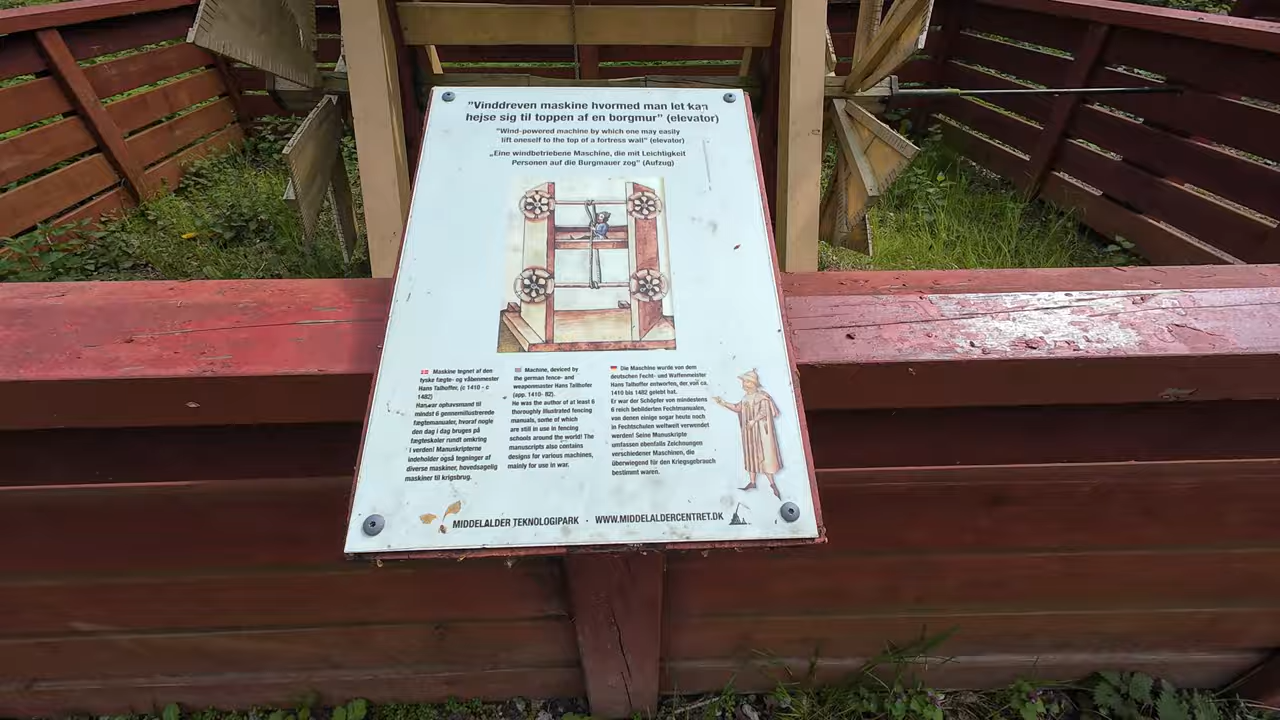 "Vinddreven maskine hvormed man let kan
hejse sig til toppen af en borgmur" (elevator)
"Wind-powered machine by which one may easily
lift oneself to the top of a fortress wall" (elevator)
„Eine windbetriebene Maschine, die mit Leichtigkeit
Personen auf die Burgmauer zog" (Aufzug)
Maskine tegnet af den
tyske fægte- og våbenmester
Hans Talhoffer, (c 1410 - c
1482)
Han var ophavsmand til
mindst 6 gennemillustrerede
fægtemanualer, hvoraf nogle
den dag i dag bruges på
fægteskoler rundt omkring
i verden! Manuskripterne
indeholder også tegninger af
diverse maskiner, hovedsagelig
maskiner til krigsbrug.
Machine, deviced by
the german fence- and
weapenmaster Hans Tallhofer
(app. 1410- 82).
He was the author of at least 6
thoroughly illustrated fencing
manuals, some of which
are still in use in fencing
schools around the world! The
manuscripts also contains
designs for various machines,
mainly for use in war.
Die Maschine wurde von dem
deutschen Fecht- und Waffenmeister
Hans Talhoffer entworfen, der von ca.
1410 bis 1482 gelebt hat.
Er war der Schöpfer von mindestens
6 reich bebilderten Fechtmanualen,
von denen einige sogar heute noch
in Fechtschulen weltweit verwendet
werden! Seine Manuskripte
umfassen ebenfalls Zeichnungen
verschiedener Maschinen, die
überwiegend für den Kriegsgebrauch
bestimmt waren.
MIDDELALDER TEKNOLOGIPARK · WWW.MIDDELALDERCENTRET.DK